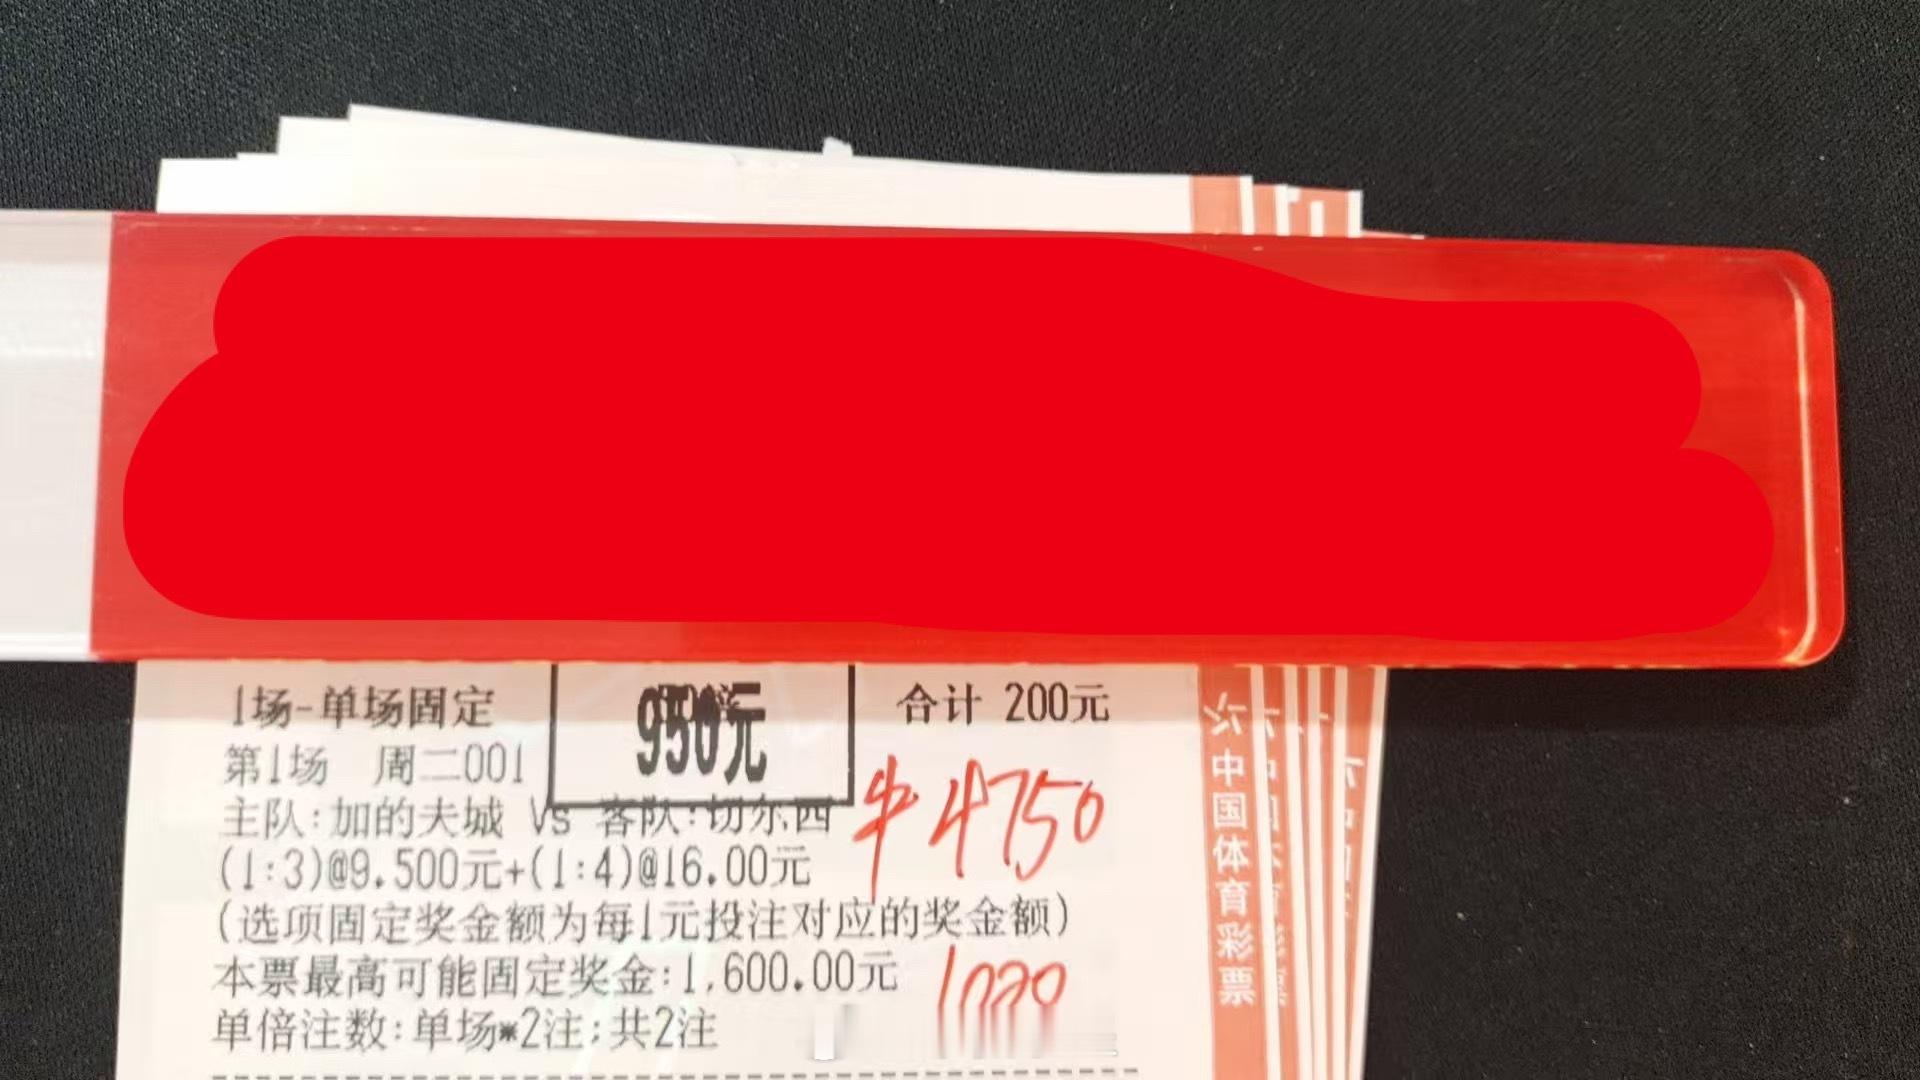 1场-单场固定
950元
合计 200元
第1场 周二001
主队:加的夫城 Vs 客队:切尔西
(1:3)@9.500元+(1:4)@16.00元
4750
(选项固定奖金额为每1元投注对应的奖金额)
本票最高可能固定奖金:1,600.00元
单倍注数:单场*2注;共2注
中国体育彩票